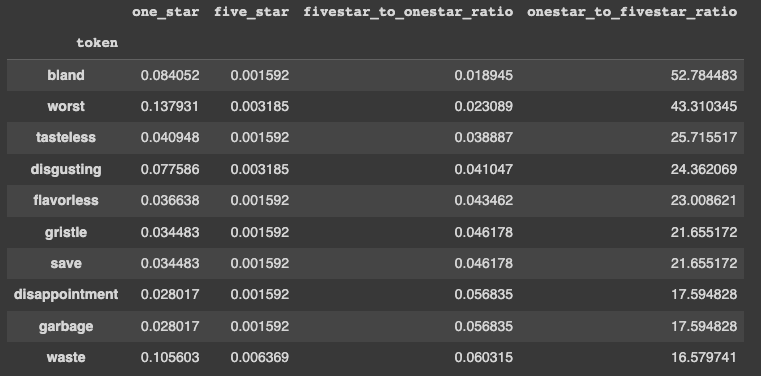 one_star five_star fivestar_to_onestar_ratio onestar_to_fivestar_ratio
token
bland 0.084052 0.001592 0.018945 52.784483
worst 0.137931 0.003185 0.023089 43.310345
tasteless 0.040948 0.001592 0.038887 25.715517
disgusting 0.077586 0.003185 0.041047 24.362069
flavorless 0.036638 0.001592 0.043462 23.008621
gristle 0.034483 0.001592 0.046178 21.655172
save 0.034483 0.001592 0.046178 21.655172
disappointment 0.028017 0.001592 0.056835 17.594828
garbage 0.028017 0.001592 0.056835 17.594828
waste 0.105603 0.006369 0.060315 16.579741